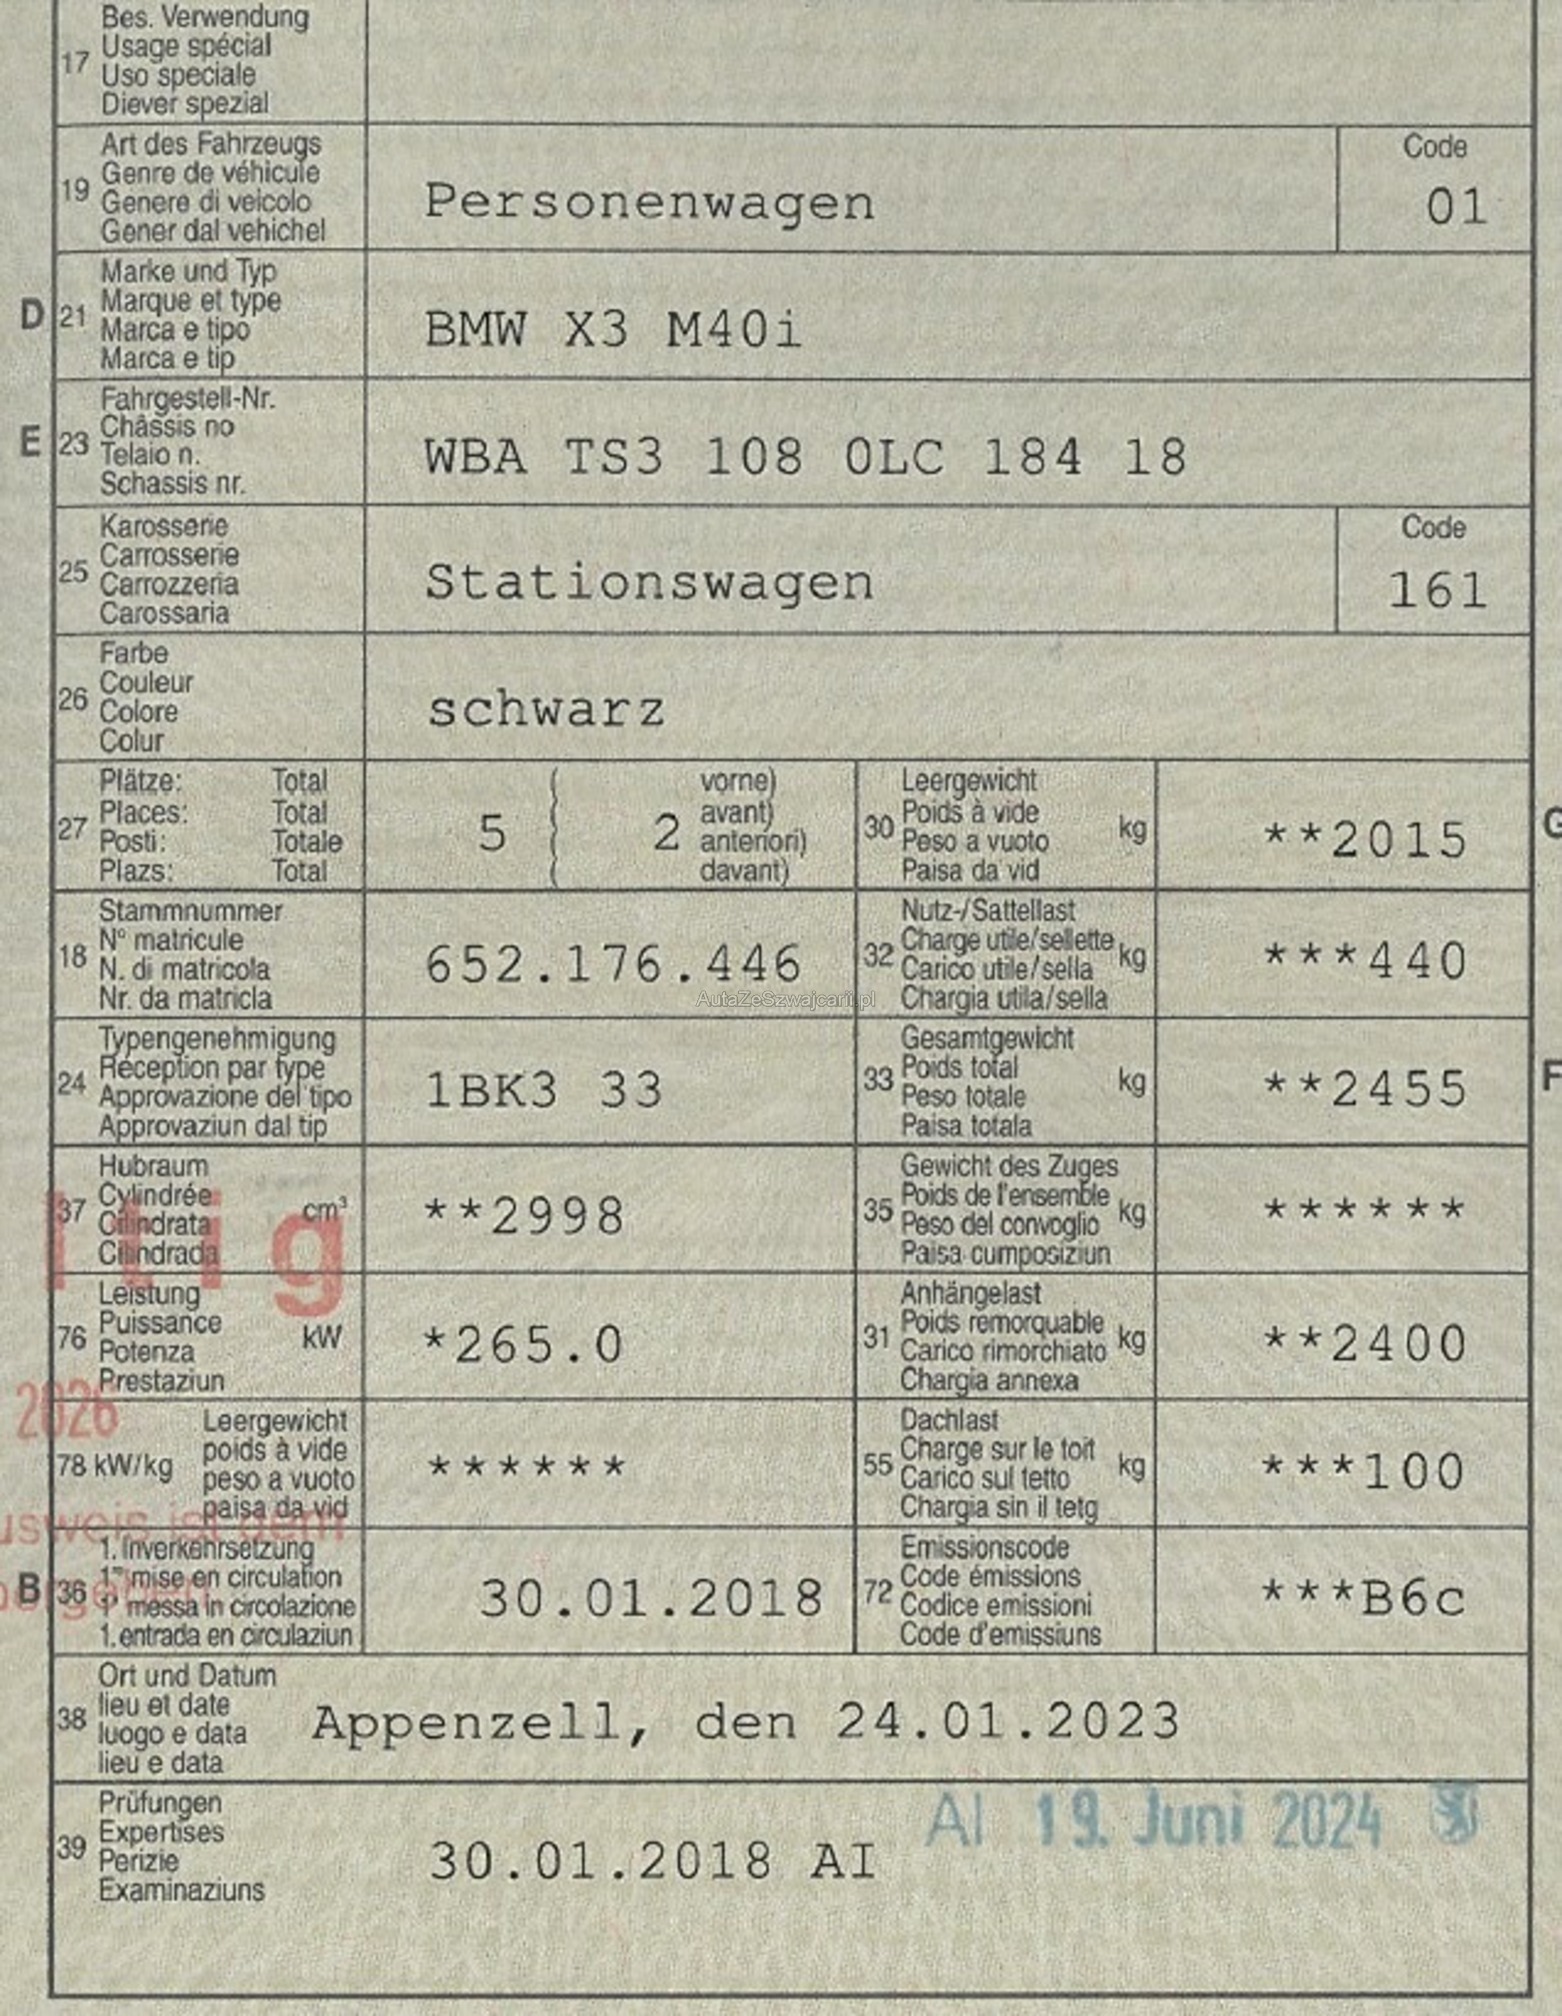 17 Bes. Verwendung
Usage spécial
Uso speciale
Diever spezial
19 Art des Fahrzeugs
Genre de véhicule
Genere di veicolo
Gener dal vehichel
Personenwagen
Code
01
D 21 Marke und Typ
Marque et type
Marca e tipo
Marca e tip
BMW X3 M40i
E 23 Fahrgestell-Nr.
Châssis no
Telaio n.
Schassis nr.
WBA TS3 108 0LC 184 18
25 Karosserie
Carrosserie
Carrozzeria
Carossaria
Stationswagen
Code
161
26 Farbe
Couleur
Colore
Colur
schwarz
27 Plätze: Total
Places: Total
Posti: Totale
Plazs: Total
5 ( 2 vorne)
avant)
anteriori)
( davant)
30 Leergewicht
Poids à vide
Peso a vuoto
Paisa da vid
kg
**2015
G
18 Stammnummer
N° matricule
N. di matricola
Nr. da matricla
652.176.446
AutaZeSzwajcarii.pl
32 Nutz-/Sattellast
Charge utile/sellette
Carico utile/sella
Chargia utila/sella
kg
***440
24 Typengenehmigung
Réception par type
Approvazione del tipo
Approvaziun dal tip
1BK3 33
33 Gesamtgewicht
Poids total
Peso totale
Paisa totala
kg
**2455
F
37 Hubraum
Cylindrée
Cilindrata
Cilindrada
cm³
**2998
35 Gewicht des Zuges
Poids de l'ensemble
Peso del convoglio
Paisa cumposiziun
kg
******
76 Leistung
Puissance
Potenza
Prestaziun
kW
*265.0
31 Anhängelast
Poids remorquable
Carico rimorchiato
Chargia annexa
kg
**2400
2026
78 kW/kg
Leergewicht
poids à vide
peso a vuoto
paisa da vid
******
55 Dachlast
Charge sur le toit
Carico sul tetto
Chargia sin il tetg
kg
***100
usweis ist dem
B 36 1. Inverkehrsetzung
1re mise en circulation
1a messa in circolazione
1. entrada en circulaziun
30.01.2018
72 Emissionscode
Code émissions
Codice emissioni
Code d'emissiuns
***B6c
38 Ort und Datum
lieu et date
luogo e data
lieu e data
Appenzell, den 24.01.2023
39 Prüfungen
Expertises
Perizie
Examinaziuns
AI 19. Juni 2024
30.01.2018 AI